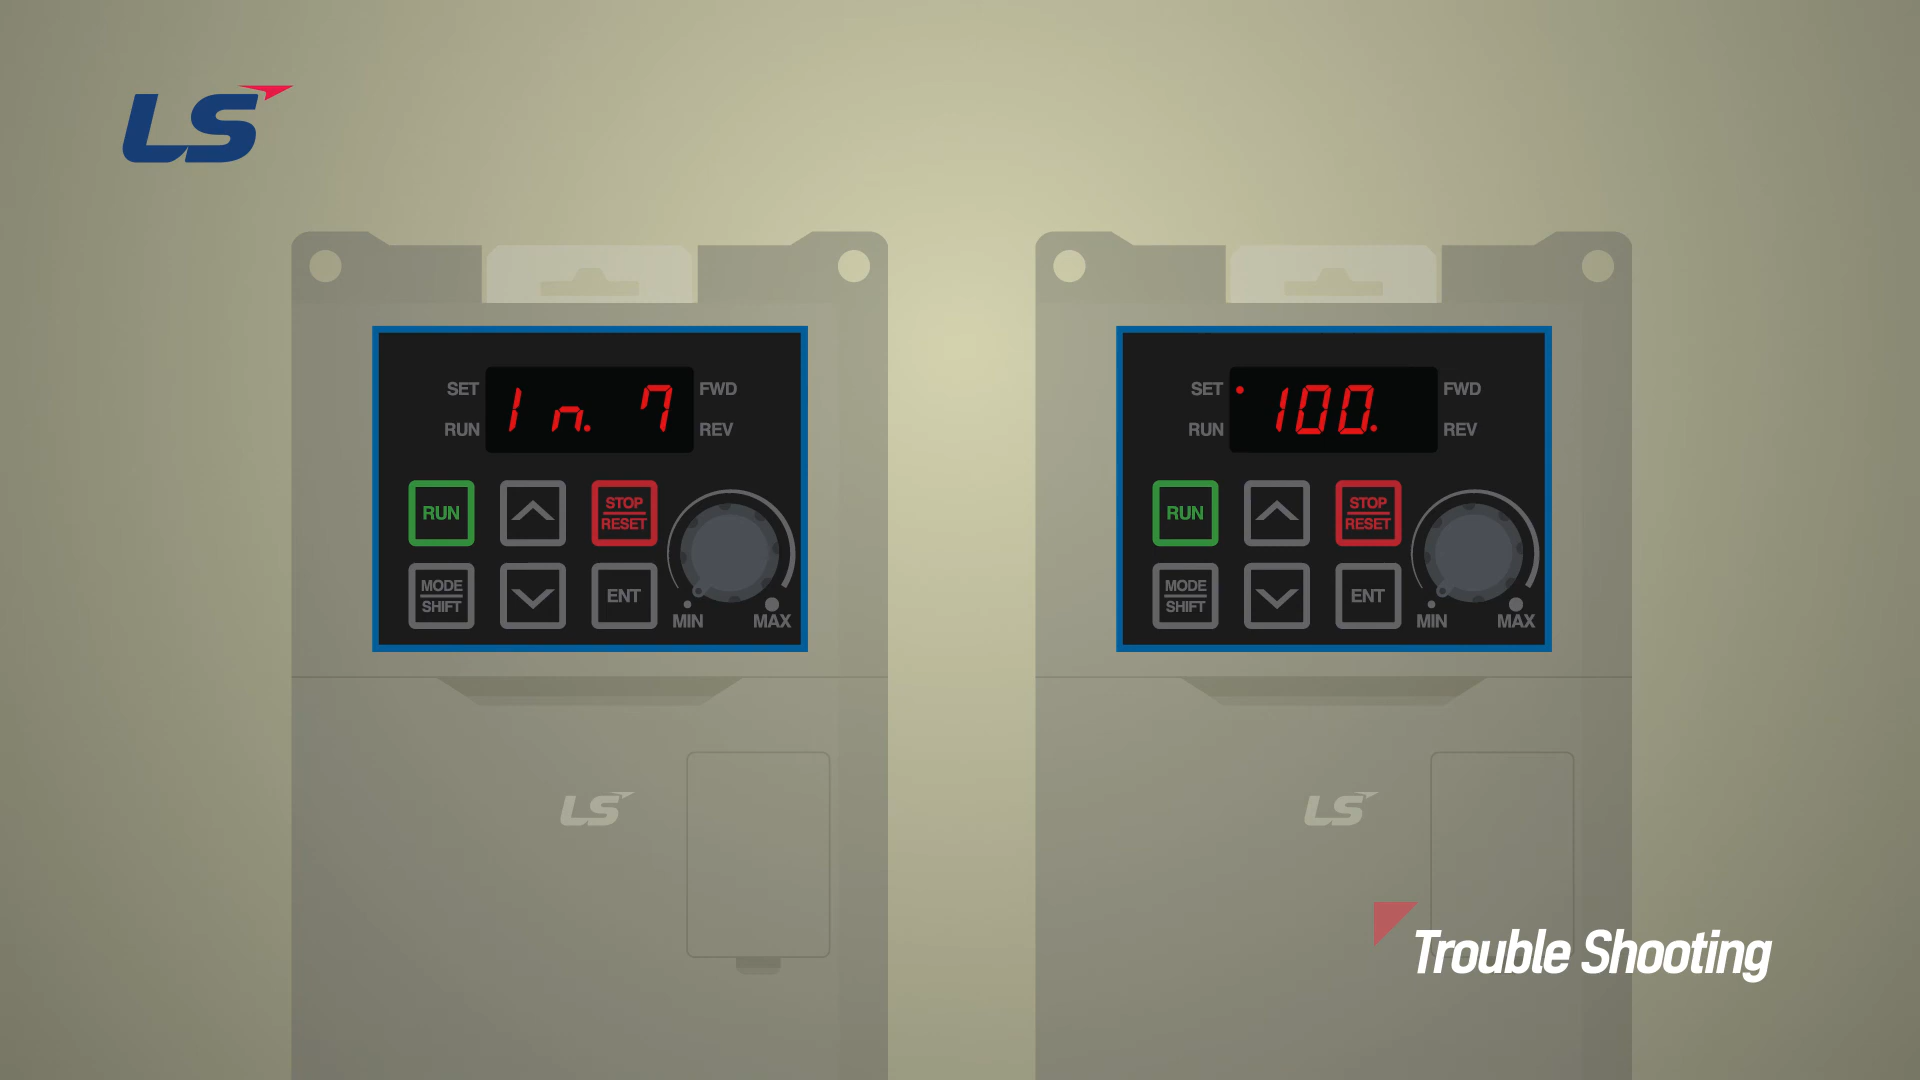 LS
SET
In. 7
FWD
RUN
REV
RUN
STOP
RESET
MODE
SHIFT
ENT
MIN
MAX
LS
SET
100.
FWD
RUN
REV
RUN
STOP
RESET
MODE
SHIFT
ENT
MIN
MAX
LS
Trouble Shooting